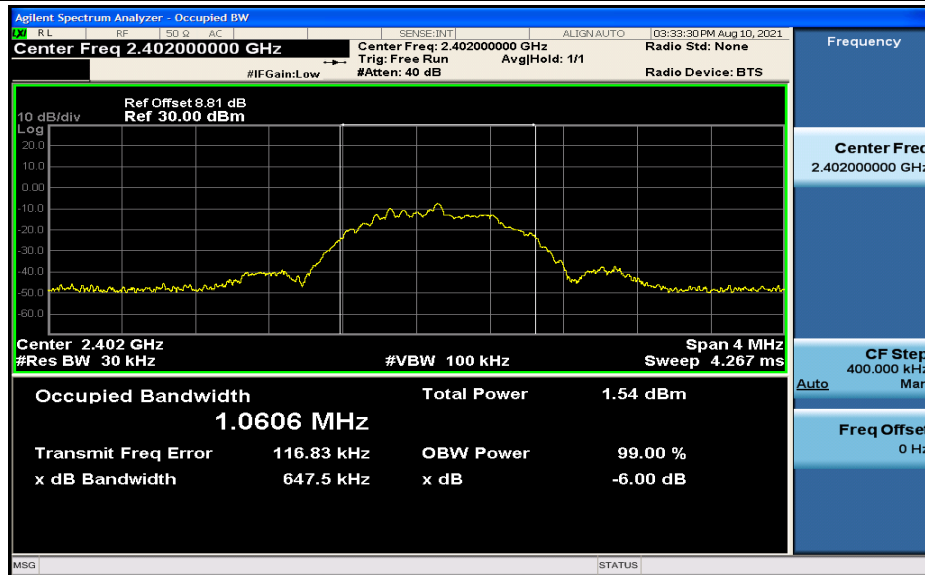 Agilent Spectrum Analyzer - Occupied BW
LXI RL RF 50 Ω AC SENSE:INT ALIGN AUTO 03:33:30 PM Aug 10, 2021
Center Freq 2.402000000 GHz
Center Freq: 2.402000000 GHz
Radio Std: None
Trig: Free Run Avg|Hold: 1/1
#IFGain:Low
#Atten: 40 dB
Radio Device: BTS
Ref Offset 8.81 dB
10 dB/div Ref 30.00 dBm
Log
20.0
10.0
0.00
-10.0
-20.0
-30.0
-40.0
-50.0
-60.0
Center 2.402 GHz Span 4 MHz
#Res BW 30 kHz #VBW 100 kHz Sweep 4.267 ms
Occupied Bandwidth Total Power 1.54 dBm
1.0606 MHz
Transmit Freq Error 116.83 kHz OBW Power 99.00 %
x dB Bandwidth 647.5 kHz x dB -6.00 dB
Frequency
Center Freq
2.402000000 GHz
CF Step
400.000 kHz
Auto Man
Freq Offset
0 Hz
MSG STATUS